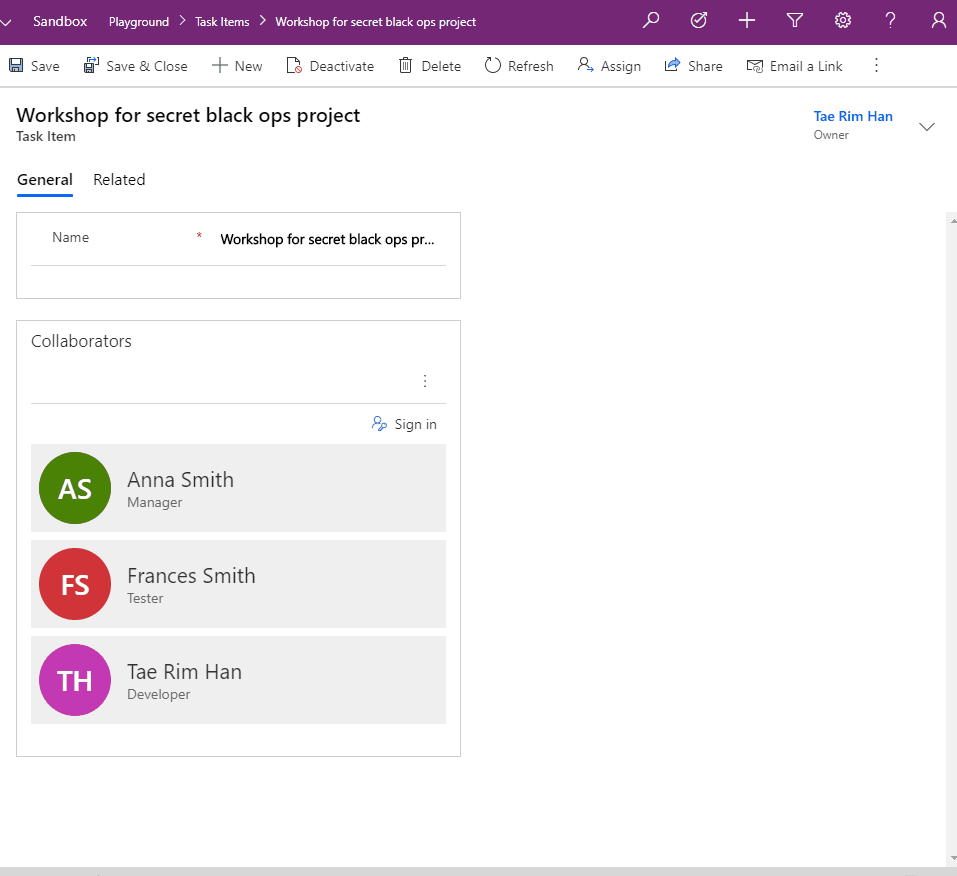 Sandbox Playground > Task Items > Workshop for secret black ops project
Save Save & Close New Deactivate Delete Refresh Assign Share Email a Link
Workshop for secret black ops project
Task Item
Tae Rim Han
Owner
General Related
Name * Workshop for secret black ops pr...
Collaborators
Sign in
AS Anna Smith
Manager
FS Frances Smith
Tester
TH Tae Rim Han
Developer